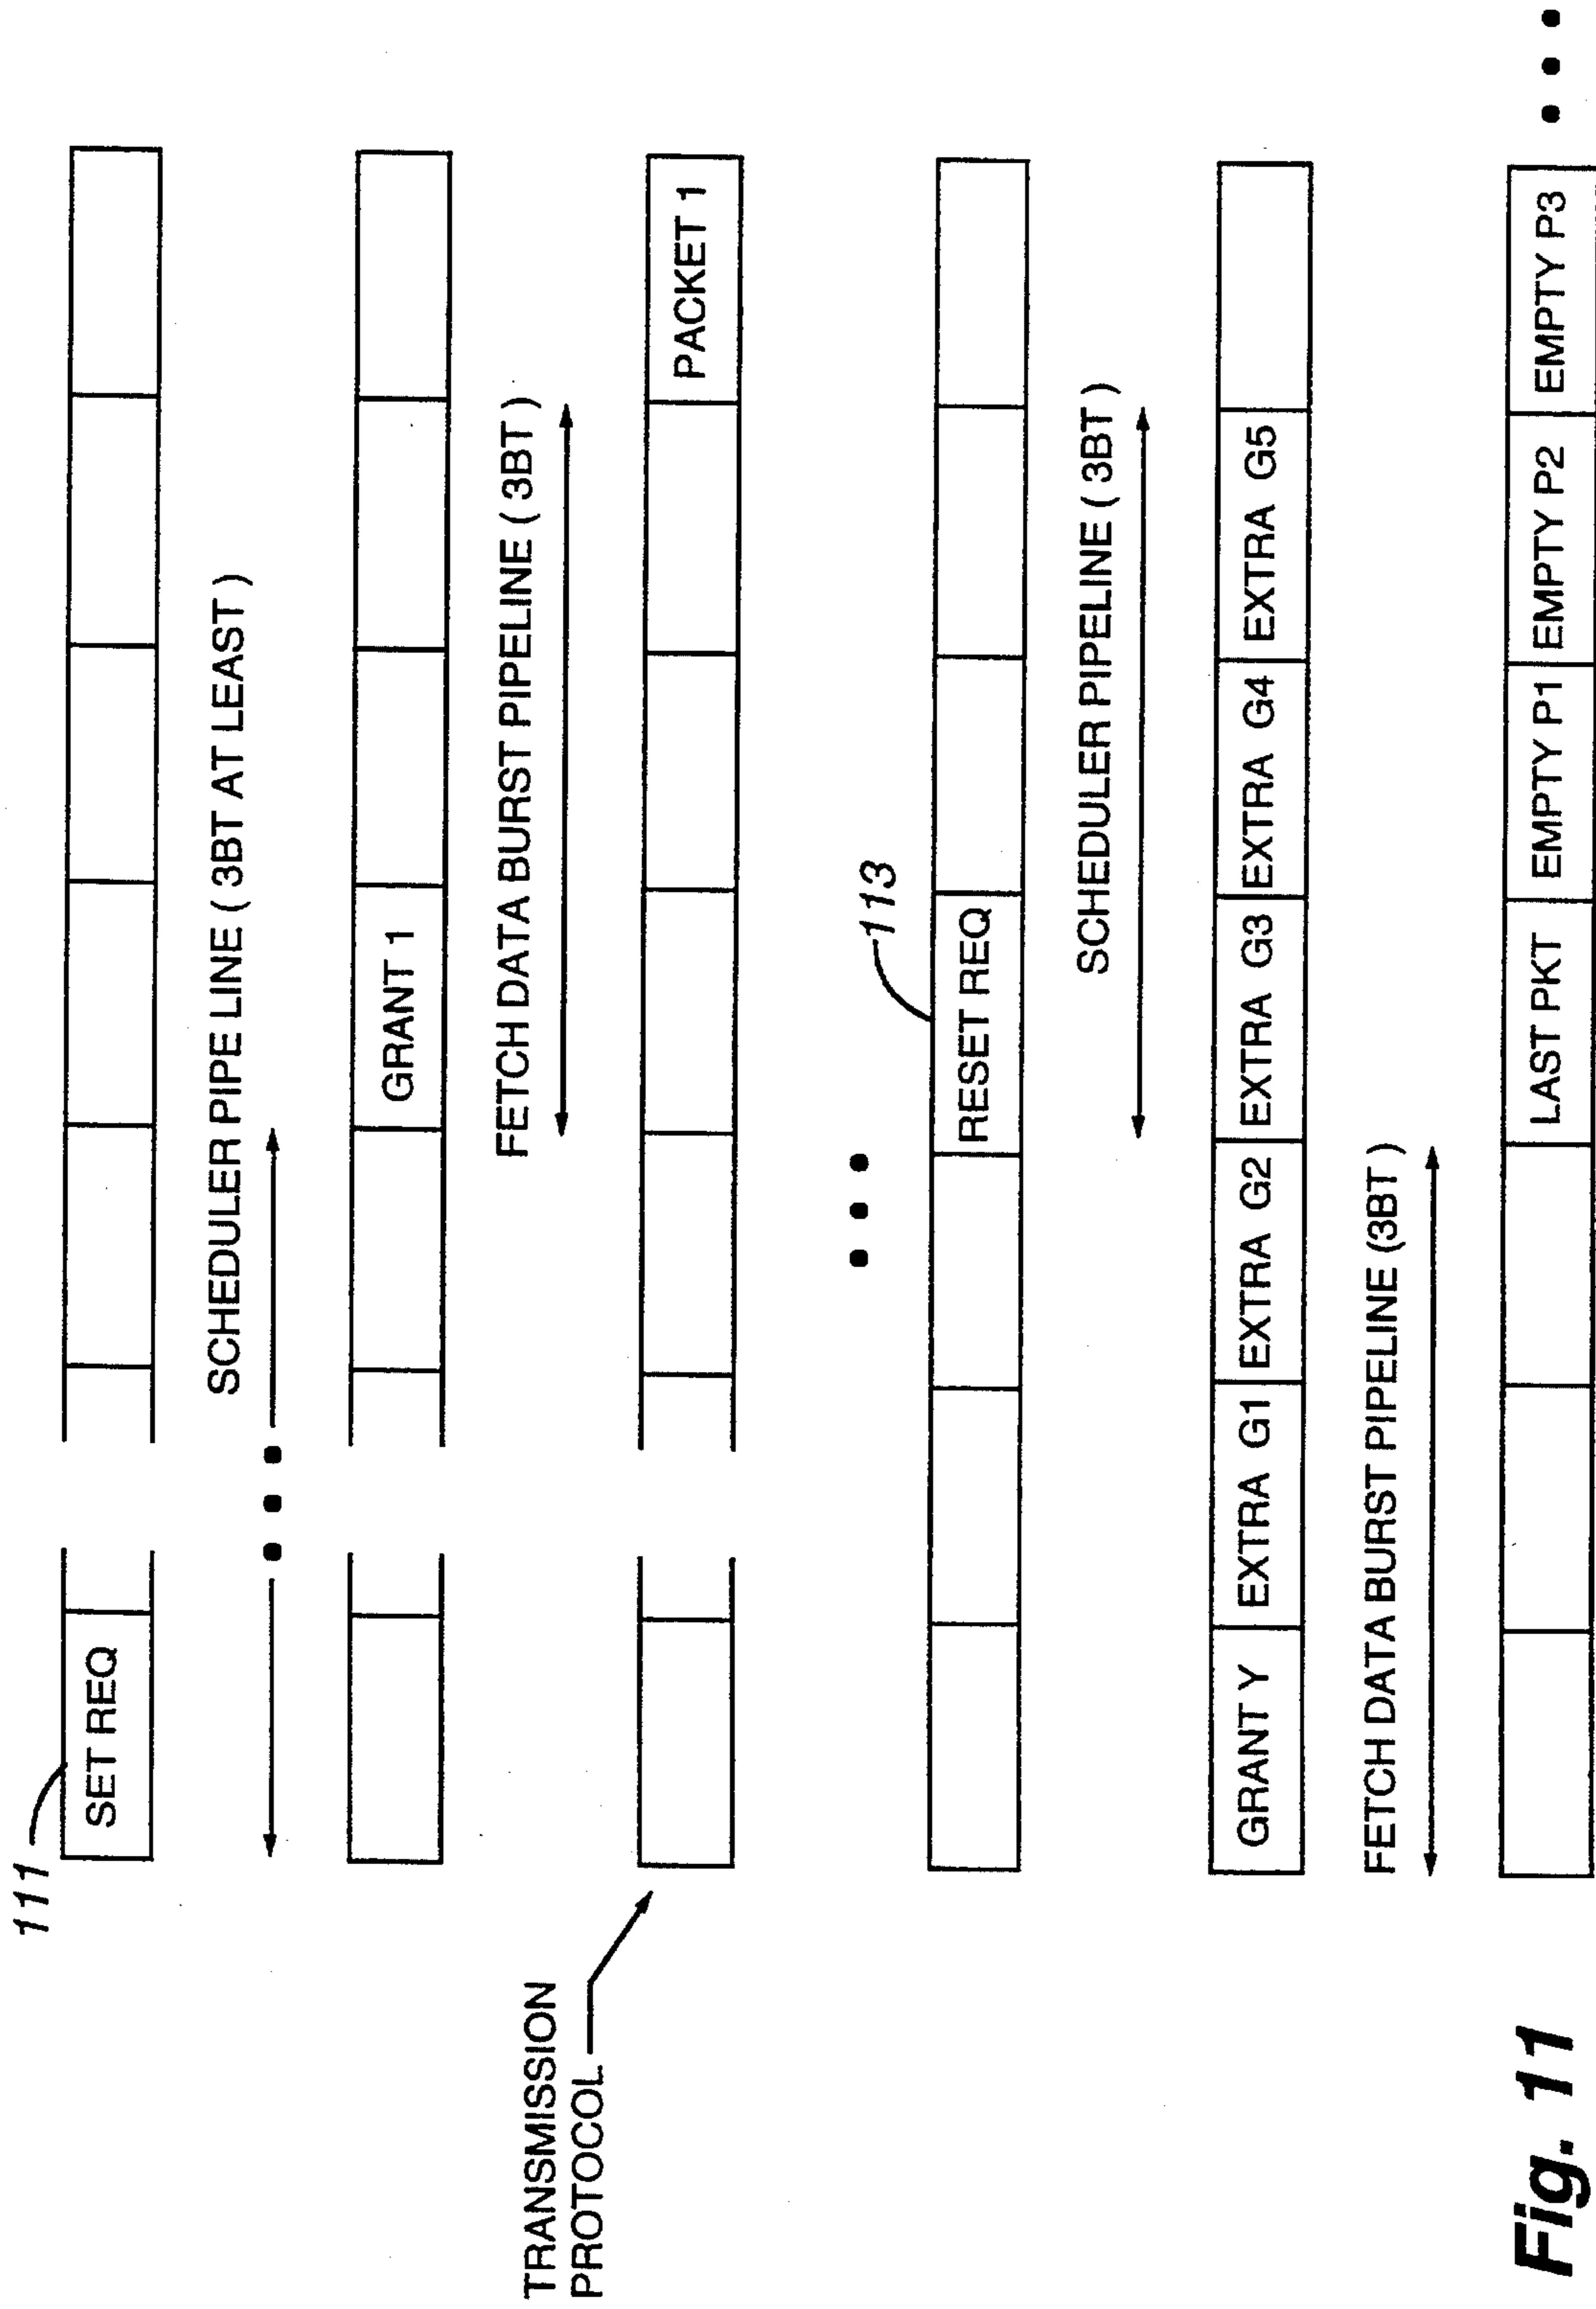 111
SET REQ
SCHEDULER PIPE LINE ( 3BT AT LEAST )
GRANT 1
FETCH DATA BURST PIPELINE ( 3BT )
TRANSMISSION
PROTOCOL
PACKET 1
113
RESET REQ
SCHEDULER PIPELINE ( 3BT )
GRANT Y EXTRA G1 EXTRA G2 EXTRA G3 EXTRA G4 EXTRA G5
FETCH DATA BURST PIPELINE (3BT )
LAST PKT EMPTY P1 EMPTY P2 EMPTY P3
Fig. 11